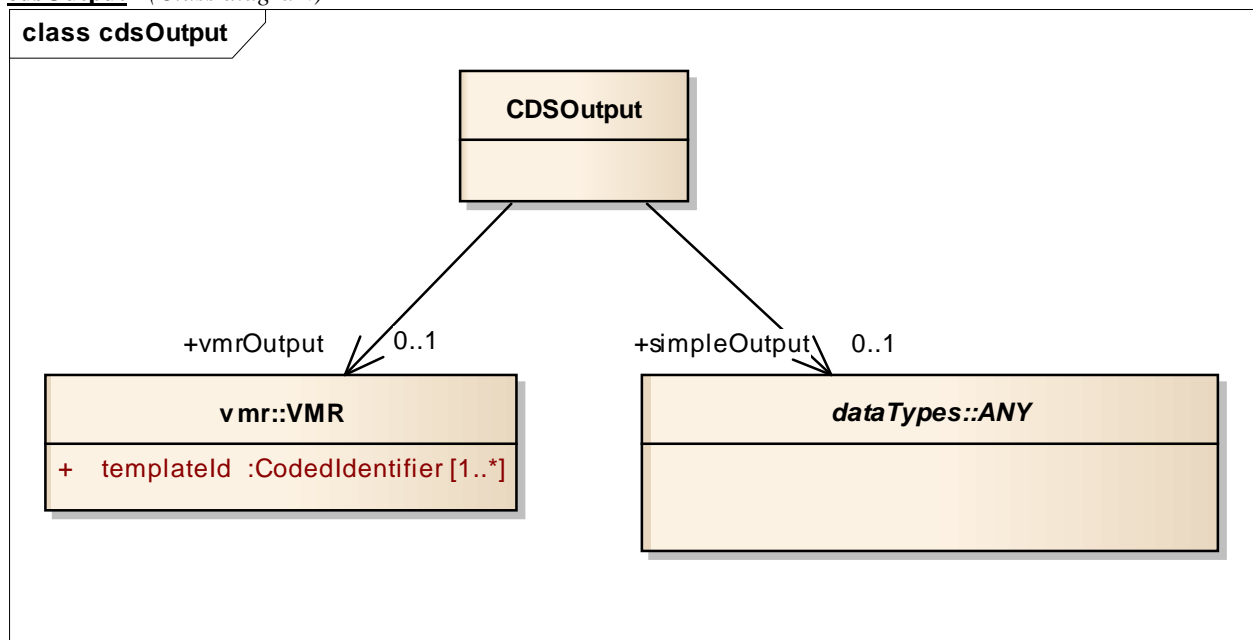 class cdsOutput
CDSOutput
+vmrOutput 0..1
+simpleOutput 0..1
vmr::VMR
dataTypes::ANY
+ templateId :CodedIdentifier [1..*]